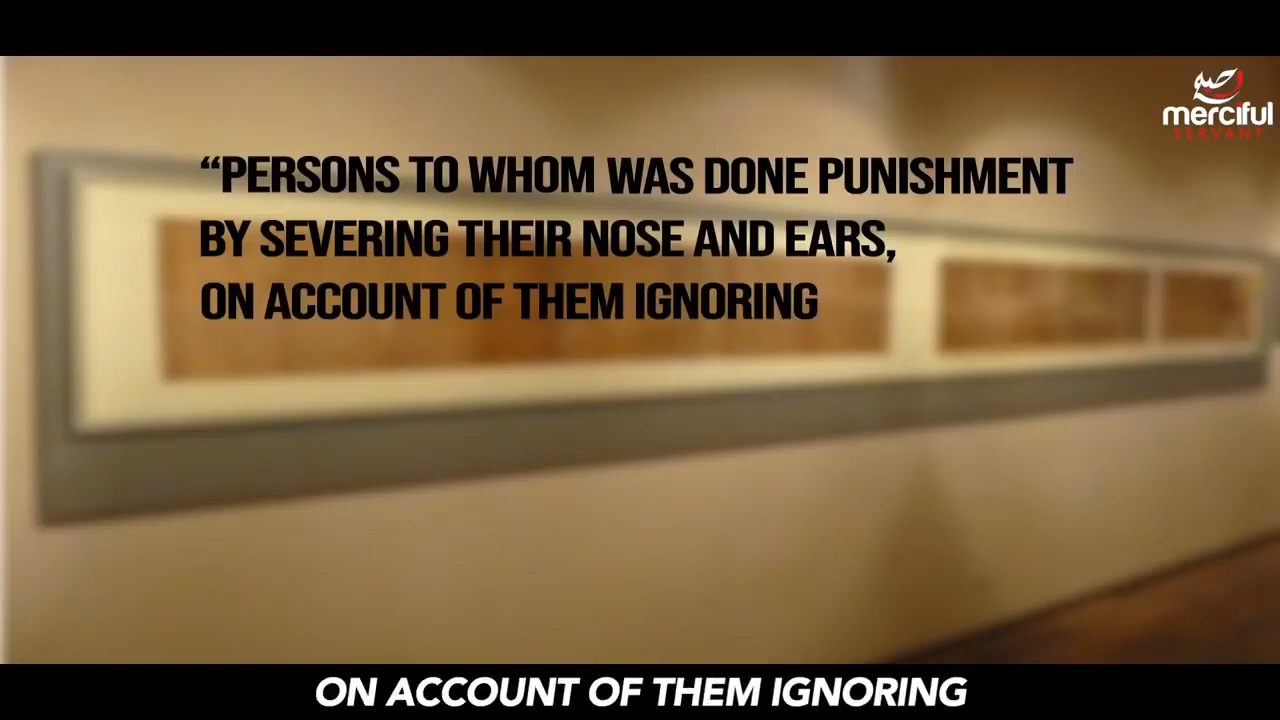 رحيم
merciful
SERVANT
“PERSONS TO WHOM WAS DONE PUNISHMENT
BY SEVERING THEIR NOSE AND EARS,
ON ACCOUNT OF THEM IGNORING
ON ACCOUNT OF THEM IGNORING